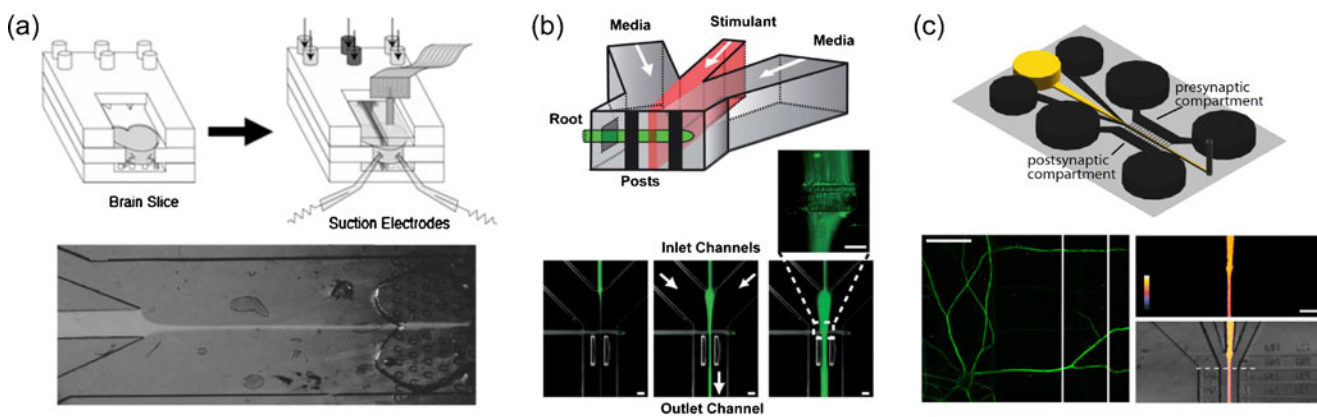 (a)
Brain Slice
Suction Electrodes
(b)
Media
Stimulant
Media
Root
Posts
Inlet Channels
Outlet Channel
(c)
presynaptic
compartment
postsynaptic
compartment